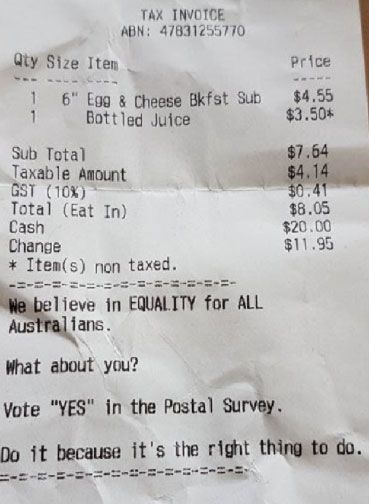 TAX INVOICE
ABN: 47831255770
Qty Size Item Price
--- ---- ---- -----
1 6" Egg & Cheese Bkfst Sub $4.55
1 Bottled Juice $3.50*
Sub Total $7.64
Taxable Amount $4.14
GST (10%) $0.41
Total (Eat In) $8.05
Cash $20.00
Change $11.95
* Item(s) non taxed.
-=-=-=-=-=-=-=-=-=-=-=-
We believe in EQUALITY for ALL
Australians.
What about you?
Vote "YES" in the Postal Survey.
Do it because it's the right thing to do.
-=-=-=-=-=-=-=-=-=-=-=-